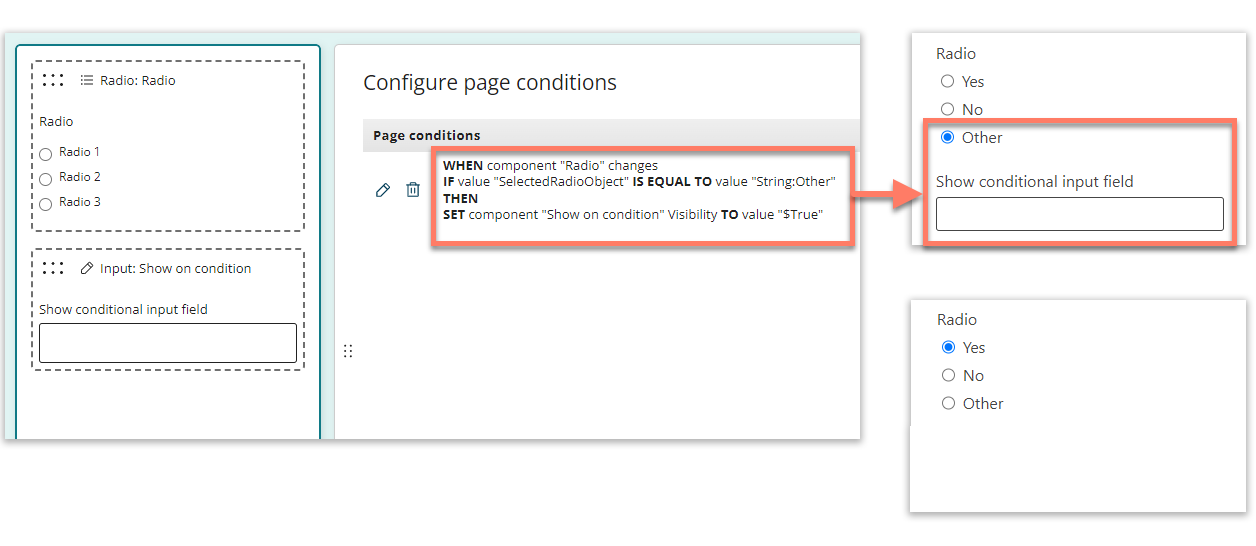 Radio: Radio
Radio
Radio 1
Radio 2
Radio 3
Input: Show on condition
Show conditional input field
Configure page conditions
Page conditions
WHEN component "Radio" changes
IF value "SelectedRadioObject" IS EQUAL TO value "String:Other"
THEN
SET component "Show on condition" Visibility TO value "$True"
Radio
Yes
No
Other
Show conditional input field
Radio
Yes
No
Other